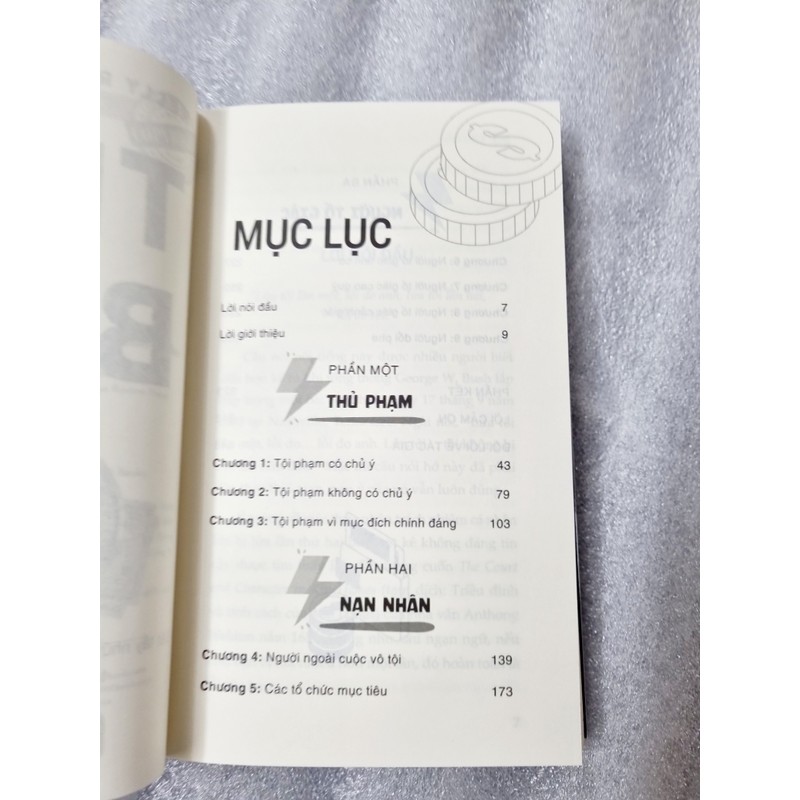 MỤC LỤC
Lời nói đầu 7
Lời giới thiệu 9
PHẦN MỘT
THỦ PHẠM
Chương 1: Tội phạm có chủ ý 43
Chương 2: Tội phạm không có chủ ý 79
Chương 3: Tội phạm vì mục đích chính đáng 103
PHẦN HAI
NẠN NHÂN
Chương 4: Người ngoài cuộc vô tội 139
Chương 5: Các tổ chức mục tiêu 173